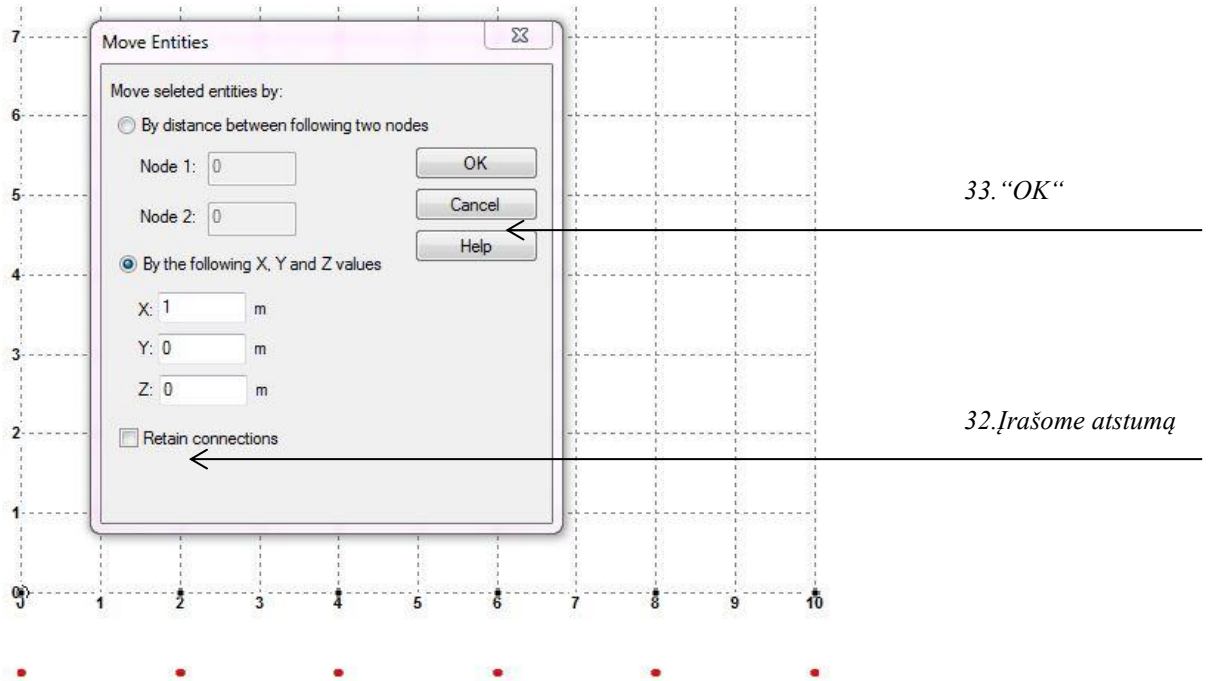 7
Move Entities
Move seleted entities by:
6
By distance between following two nodes
Node 1: 0
OK
5
Cancel
33.“OK“
Node 2: 0
Help
4
By the following X, Y and Z values
X: 1 m
3
Y: 0 m
Z: 0 m
2
Retain connections
32.Įrašome atstumą
1
0 1 2 3 4 5 6 7 8 9 10